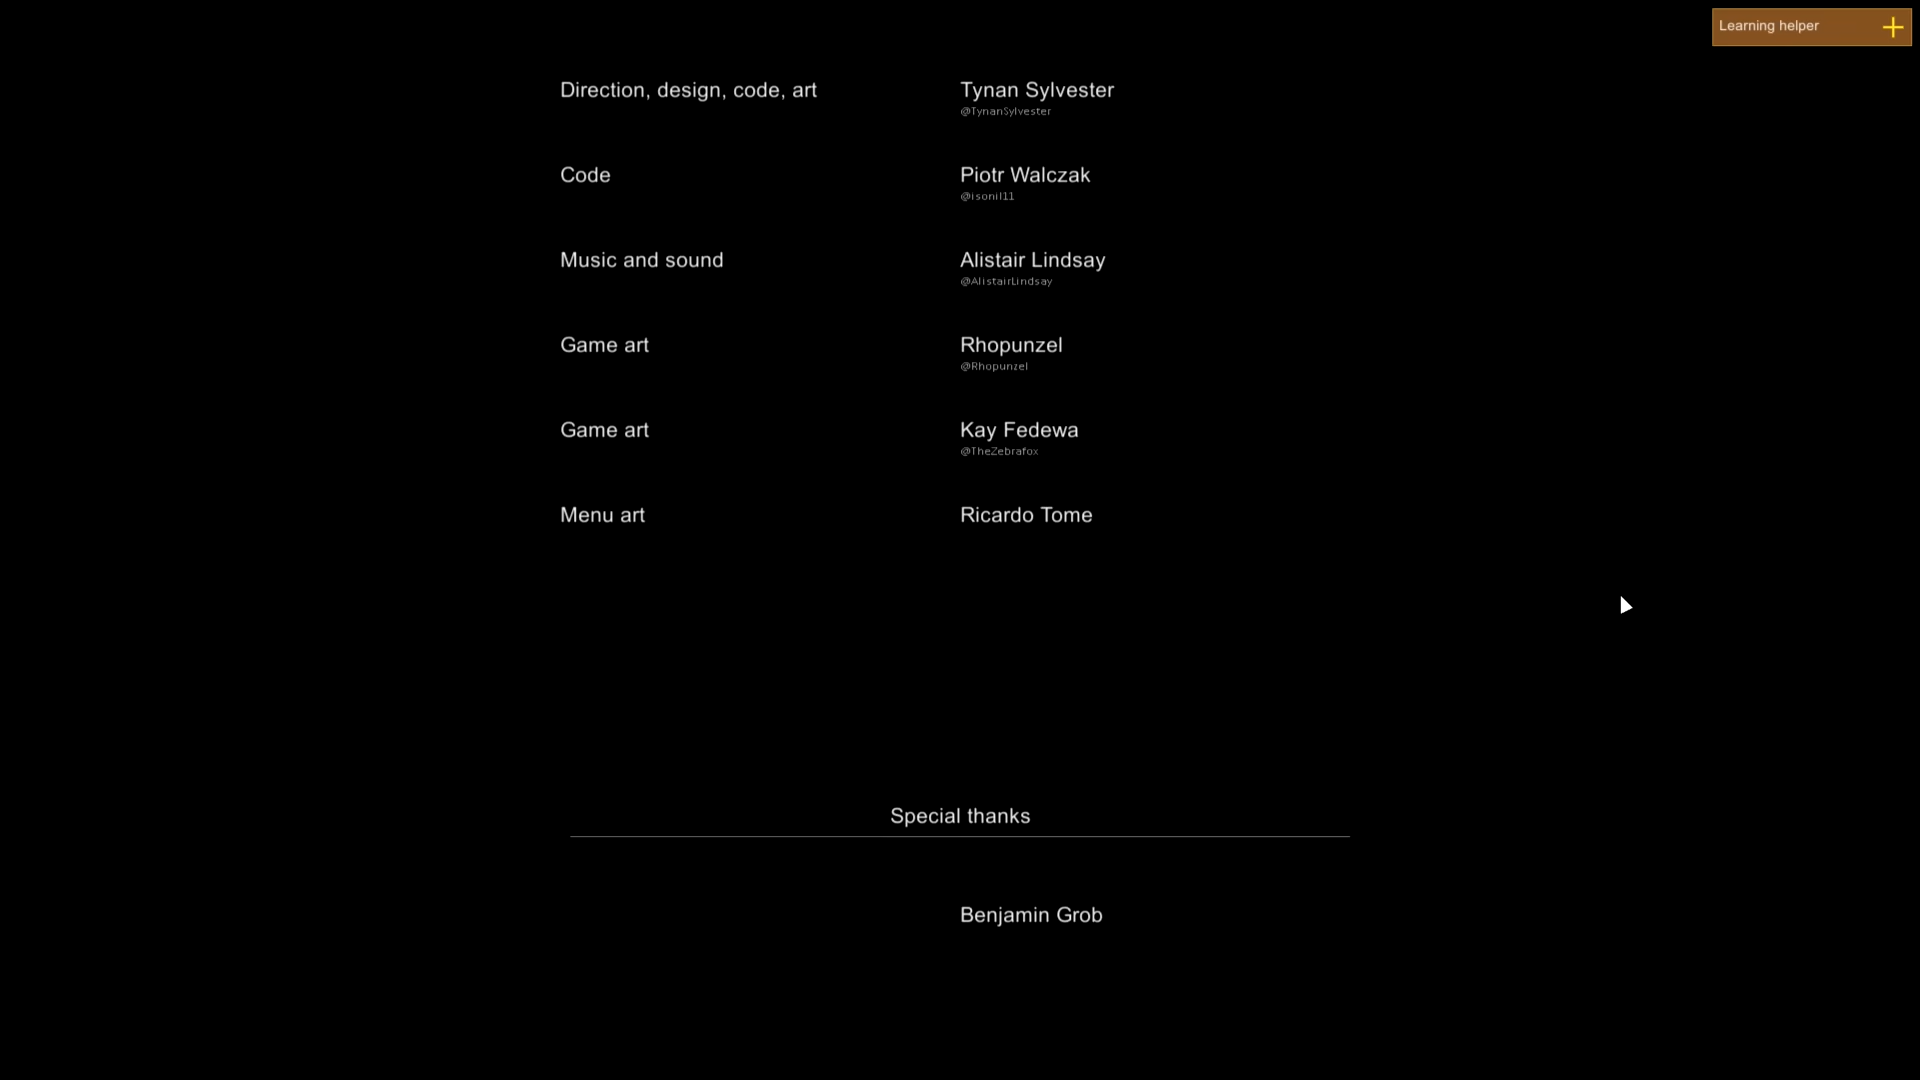 Learning helper
Direction, design, code, art
Tynan Sylvester
@TynanSylvester
Code
Piotr Walczak
@isonil11
Music and sound
Alistair Lindsay
@AlistairLindsay
Game art
Rhopunzel
@Rhopunzel
Game art
Kay Fedewa
@TheZebrafox
Menu art
Ricardo Tome
Special thanks
Benjamin Grob